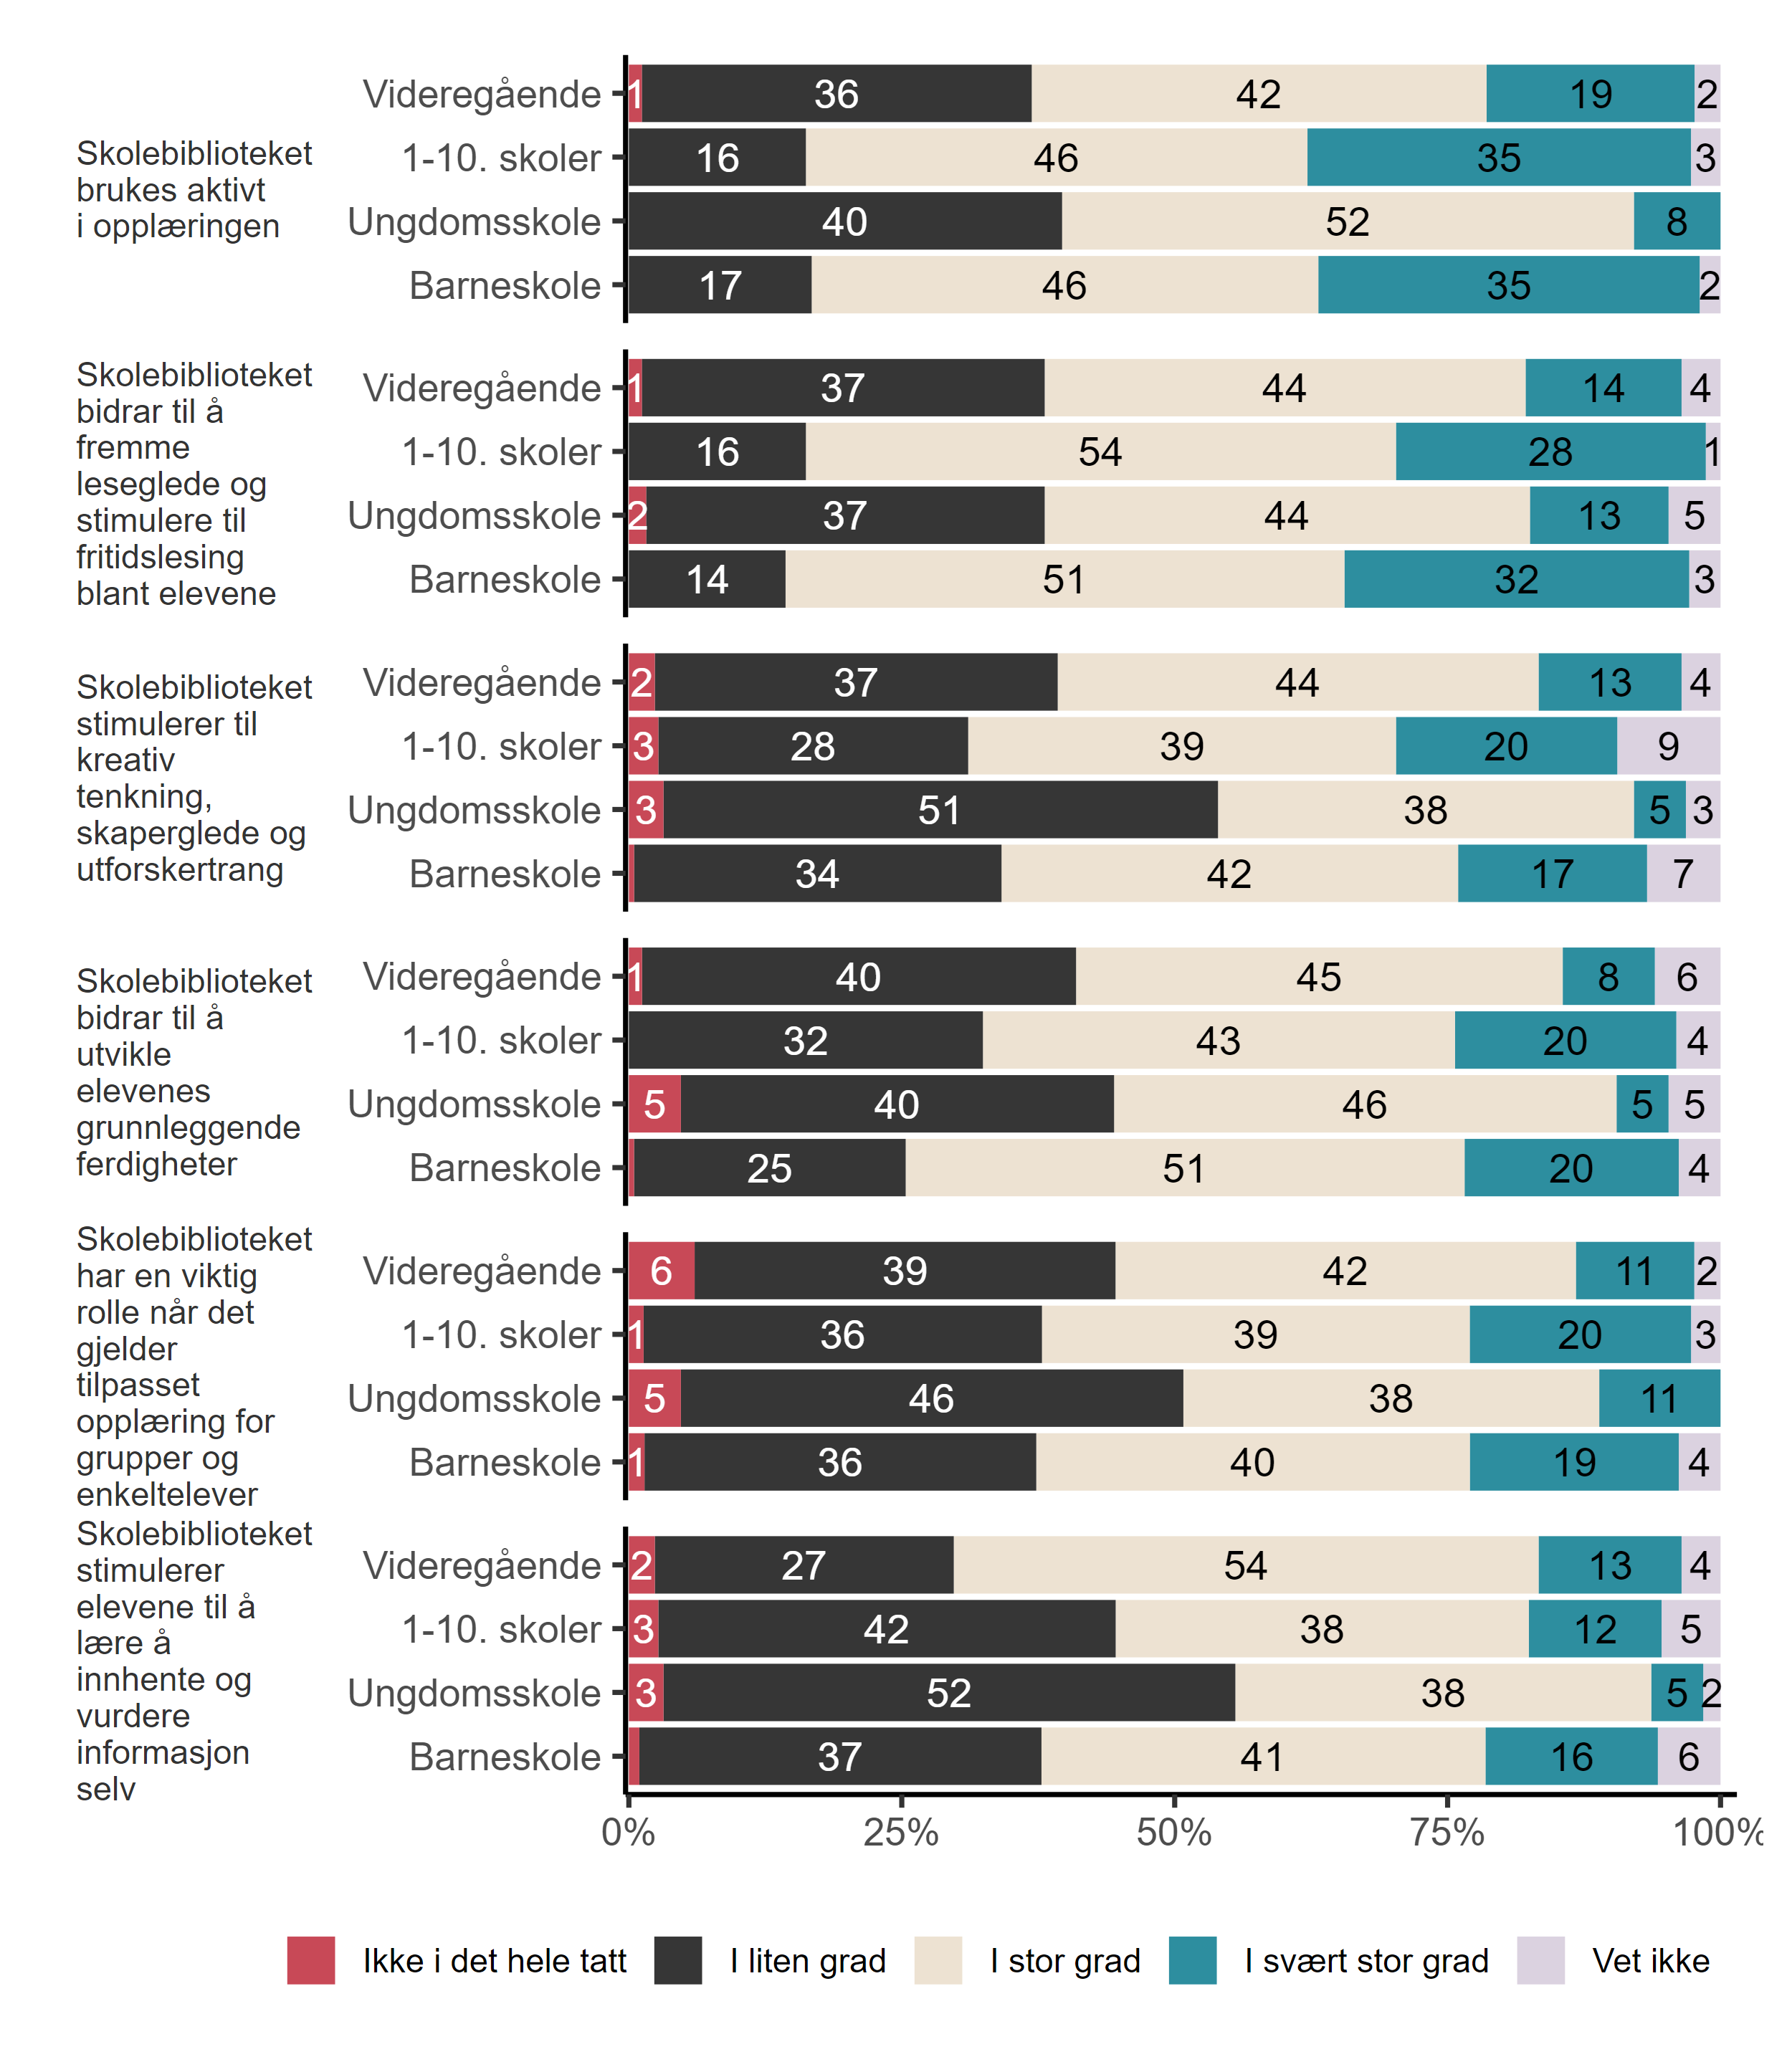 Skolebiblioteket
brukes aktivt
i opplæringen
Videregående 1 36 42 19 2
1-10. skoler 16 46 35 3
Ungdomsskole 40 52 8
Barneskole 17 46 35 2
Skolebiblioteket
bidrar til å
fremme
leseglede og
stimulere til
fritidslesing
blant elevene
Videregående 1 37 44 14 4
1-10. skoler 16 54 28 1
Ungdomsskole 2 37 44 13 5
Barneskole 14 51 32 3
Skolebiblioteket
stimulerer til
kreativ
tenkning,
skaperglede og
utforskertrang
Videregående 2 37 44 13 4
1-10. skoler 3 28 39 20 9
Ungdomsskole 3 51 38 5 3
Barneskole 34 42 17 7
Skolebiblioteket
bidrar til å
utvikle
elevenes
grunnleggende
ferdigheter
Videregående 1 40 45 8 6
1-10. skoler 32 43 20 4
Ungdomsskole 5 40 46 5 5
Barneskole 25 51 20 4
Skolebiblioteket
har en viktig
rolle når det
gjelder
tilpasset
opplæring for
grupper og
enkeltelever
Videregående 6 39 42 11 2
1-10. skoler 1 36 39 20 3
Ungdomsskole 5 46 38 11
Barneskole 1 36 40 19 4
Skolebiblioteket
stimulerer
elevene til å
lære å
innhente og
vurdere
informasjon
selv
Videregående 2 27 54 13 4
1-10. skoler 3 42 38 12 5
Ungdomsskole 3 52 38 5 2
Barneskole 37 41 16 6
0% 25% 50% 75% 100%
Ikke i det hele tatt I liten grad I stor grad I svært stor grad Vet ikke